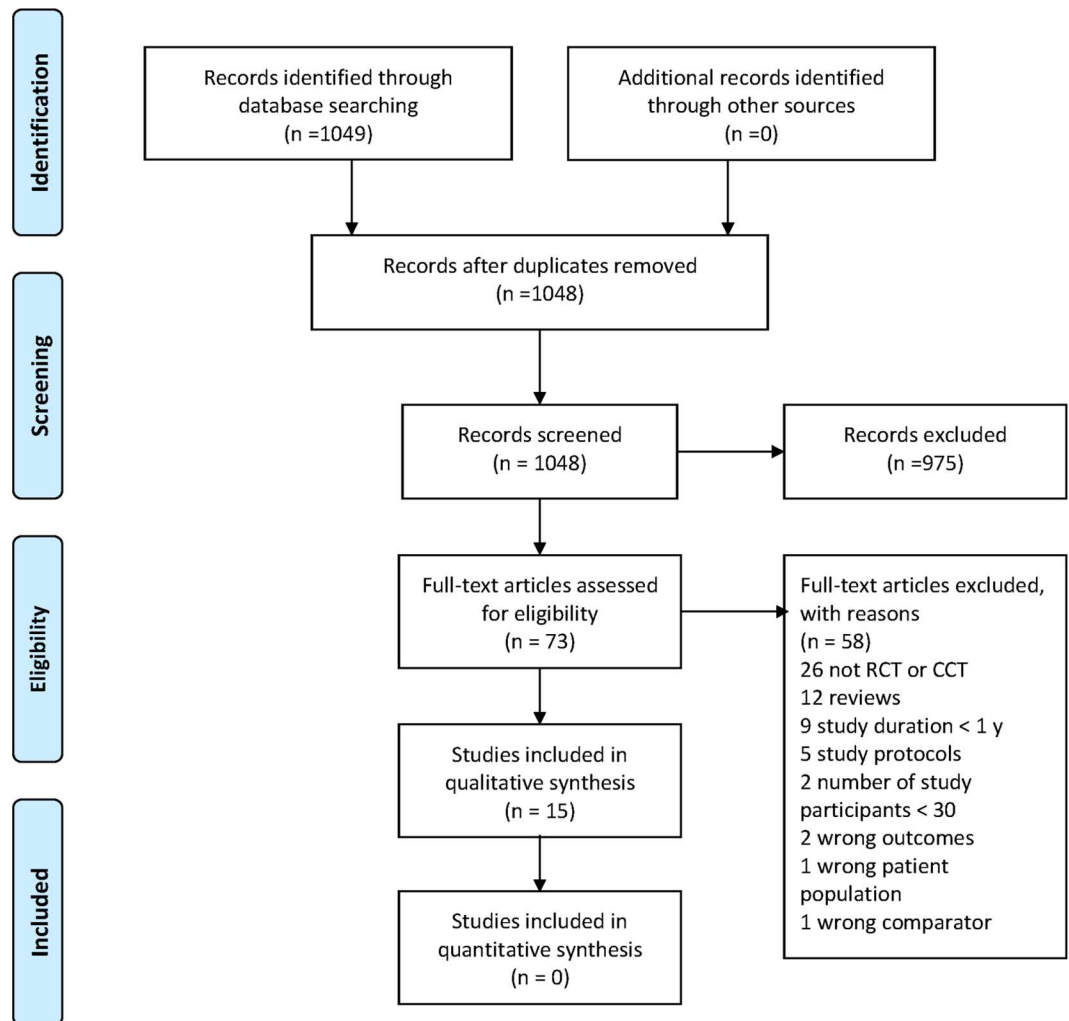 Identification
Records identified through
database searching
(n =1049)
Additional records identified
through other sources
(n =0)
Records after duplicates removed
(n =1048)
Screening
Records screened
(n = 1048)
Records excluded
(n =975)
Eligibility
Full-text articles assessed
for eligibility
(n = 73)
Full-text articles excluded,
with reasons
(n = 58)
26 not RCT or CCT
12 reviews
9 study duration < 1 y
5 study protocols
2 number of study
participants < 30
2 wrong outcomes
1 wrong patient
population
1 wrong comparator
Studies included in
qualitative synthesis
(n = 15)
Included
Studies included in
quantitative synthesis
(n = 0)